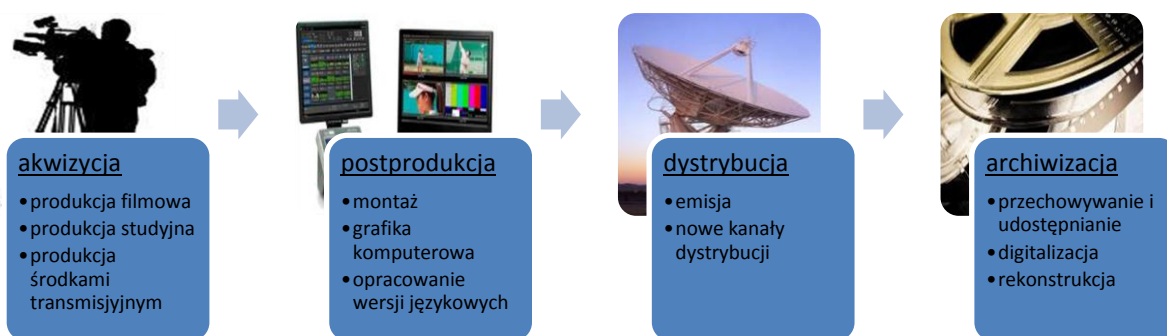 akwizycja
•produkcja filmowa
•produkcja studyjna
•produkcja
środkami
transmisjyjnym
postprodukcja
•montaż
•grafika
komputerowa
•opracowanie
wersji językowych
dystrybucja
•emisja
•nowe kanały
dystrybucji
archiwizacja
•przechowywanie i
udostępnianie
•digitalizacja
•rekonstrukcja